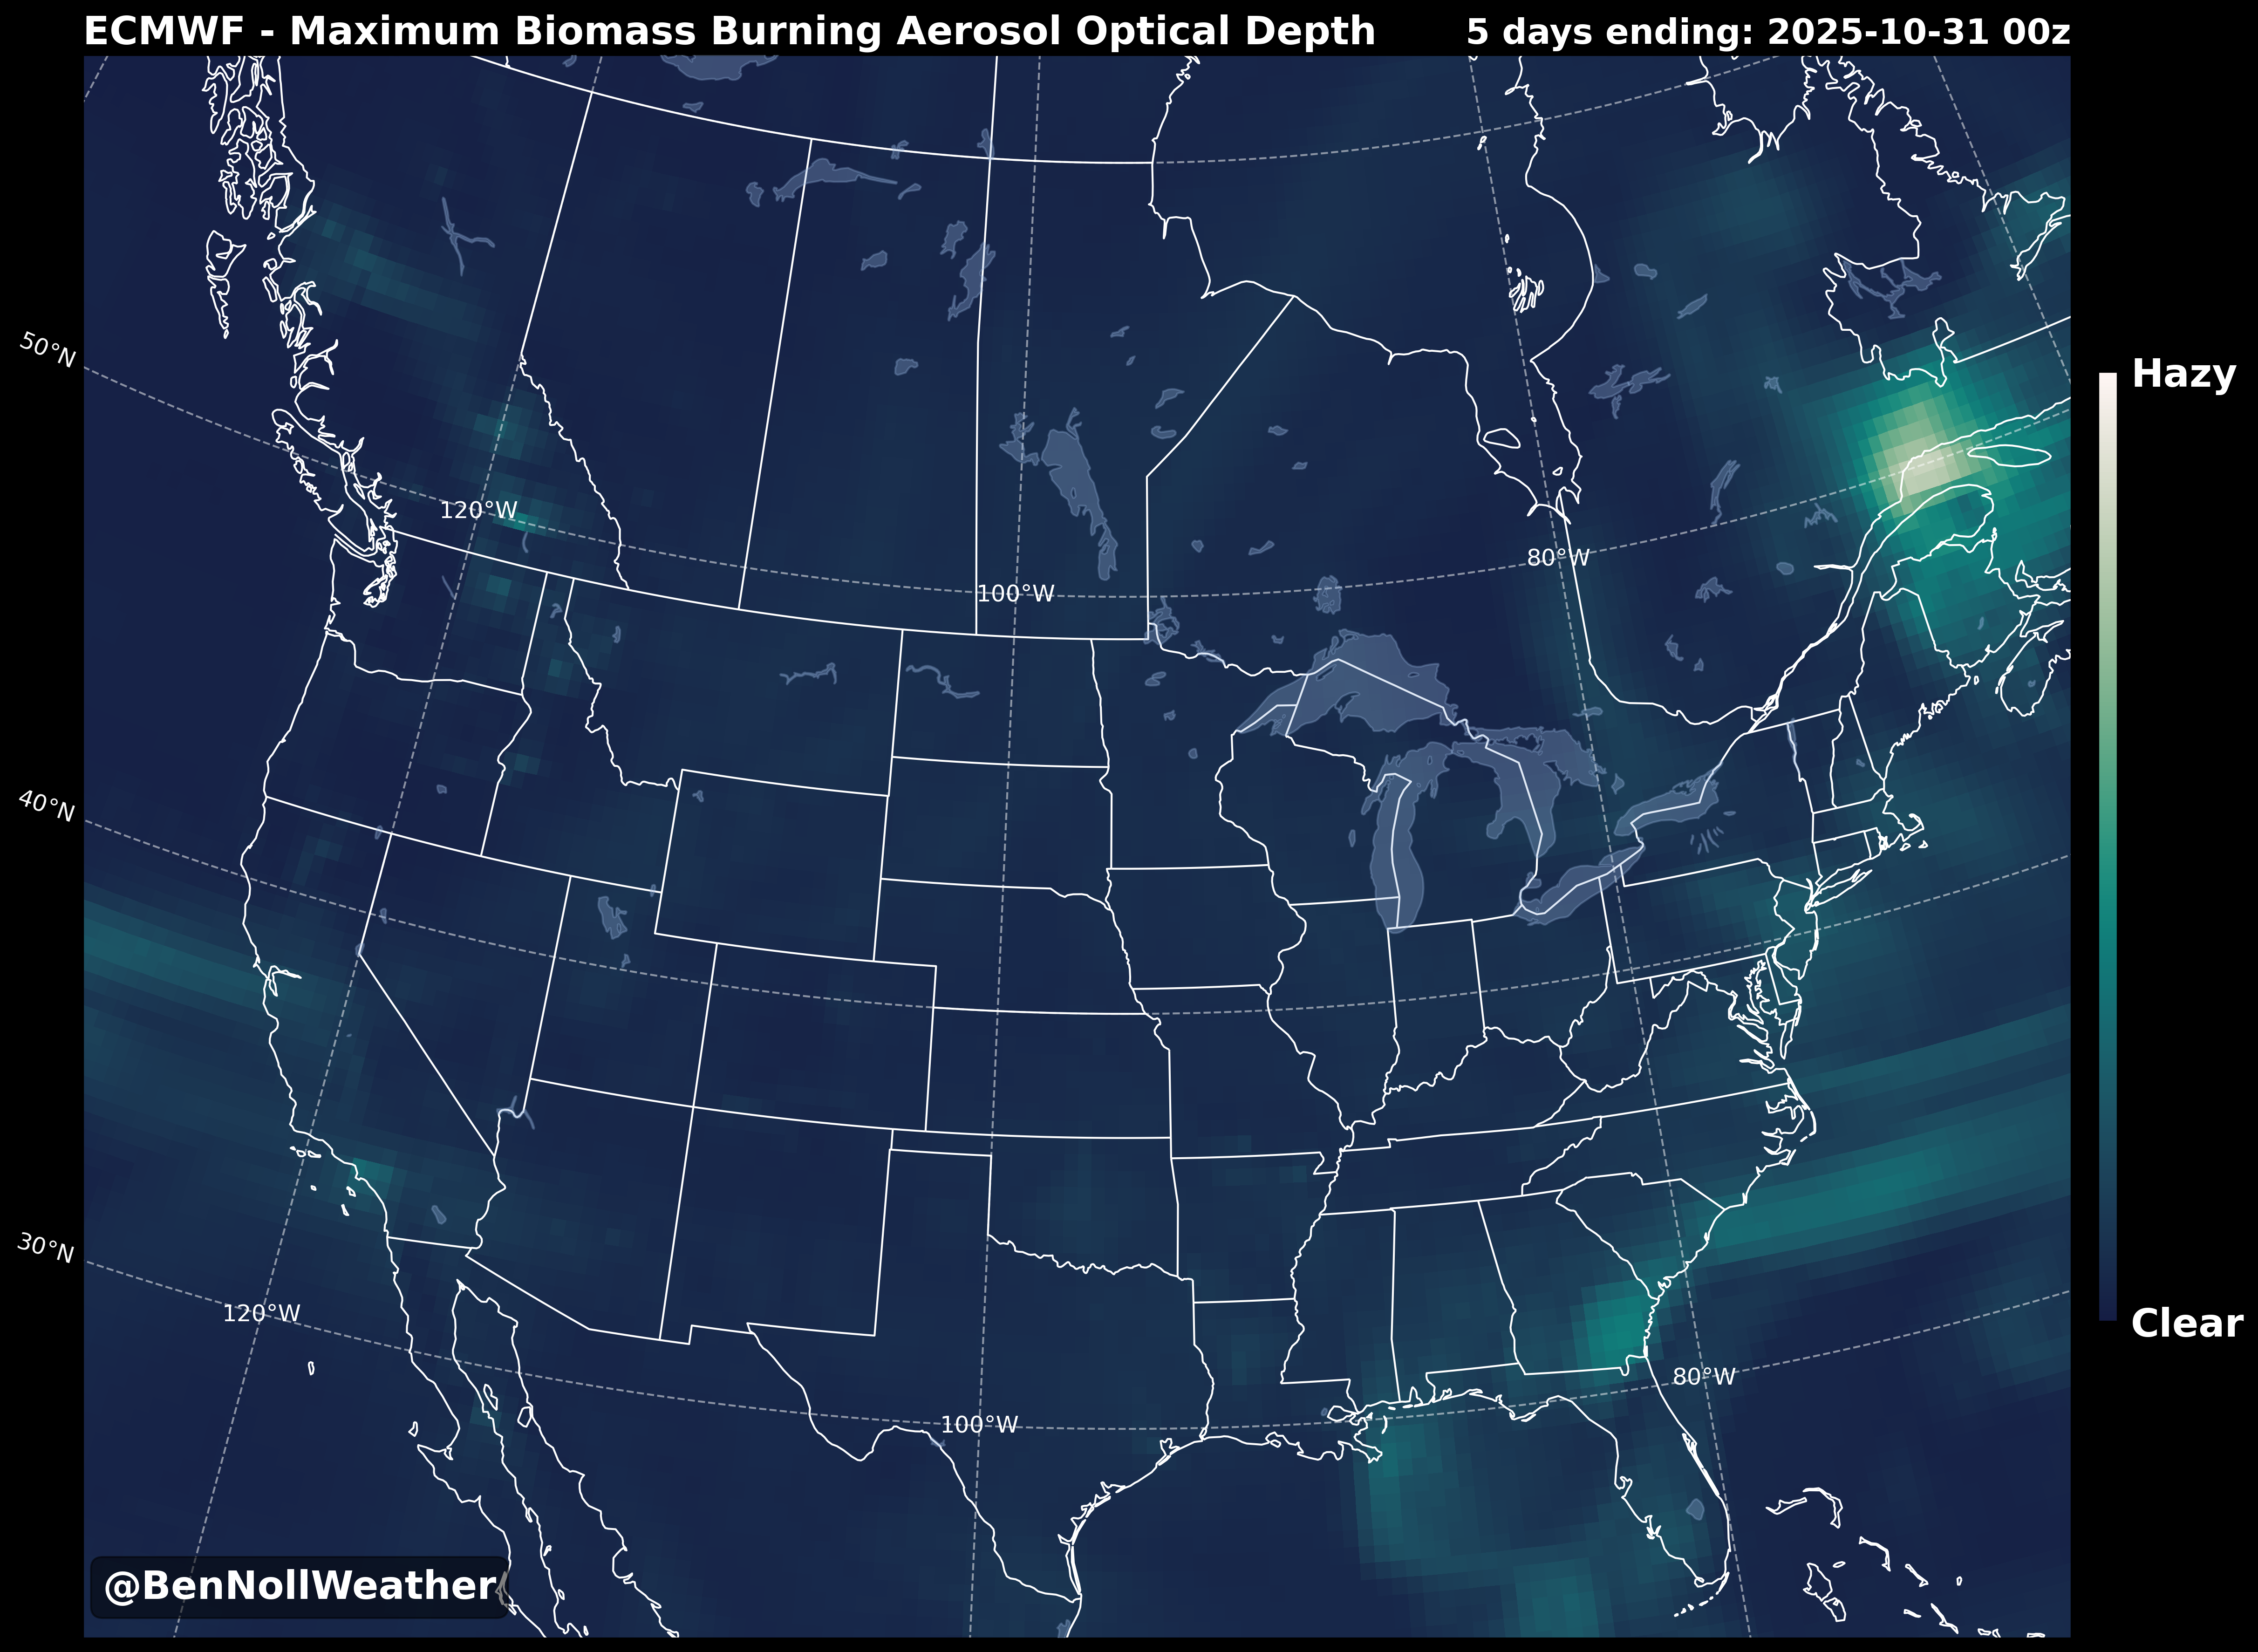 ECMWF - Maximum Biomass Burning Aerosol Optical Depth
5 days ending: 2025-10-31 00z
50°N
Hazy
120°W
80°W
100°W
40°N
30°N
120°W
Clear
80°W
100°W
@BenNollWeather